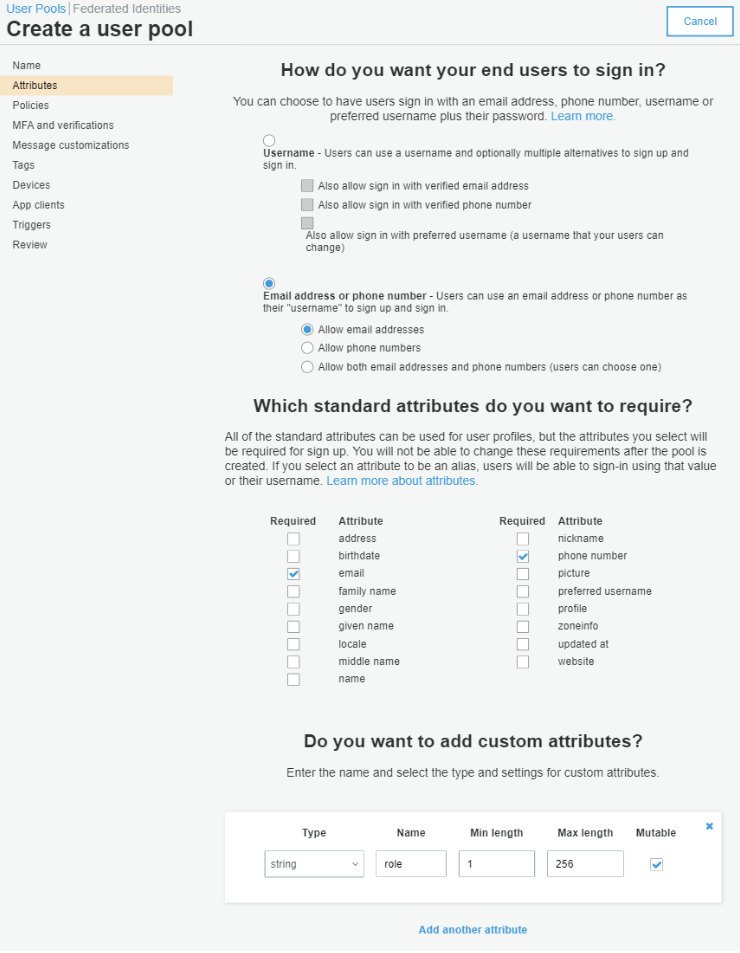 User Pools | Federated Identities
Create a user pool
Cancel
Name
Attributes
Policies
MFA and verifications
Message customizations
Tags
Devices
App clients
Triggers
Review
How do you want your end users to sign in?
You can choose to have users sign in with an email address, phone number, username or
preferred username plus their password. Learn more.
Username - Users can use a username and optionally multiple alternatives to sign up and
sign in.
Also allow sign in with verified email address
Also allow sign in with verified phone number
Also allow sign in with preferred username (a username that your users can
change)
Email address or phone number - Users can use an email address or phone number as
their "username" to sign up and sign in.
Allow email addresses
Allow phone numbers
Allow both email addresses and phone numbers (users can choose one)
Which standard attributes do you want to require?
All of the standard attributes can be used for user profiles, but the attributes you select will
be required for sign up. You will not be able to change these requirements after the pool is
created. If you select an attribute to be an alias, users will be able to sign-in using that value
or their username. Learn more about attributes.
Required Attribute Required Attribute
address nickname
birthdate phone number
email picture
family name preferred username
gender profile
given name zoneinfo
locale updated at
middle name website
name
Do you want to add custom attributes?
Enter the name and select the type and settings for custom attributes.
Type Name Min length Max length Mutable
string role 1 256
Add another attribute